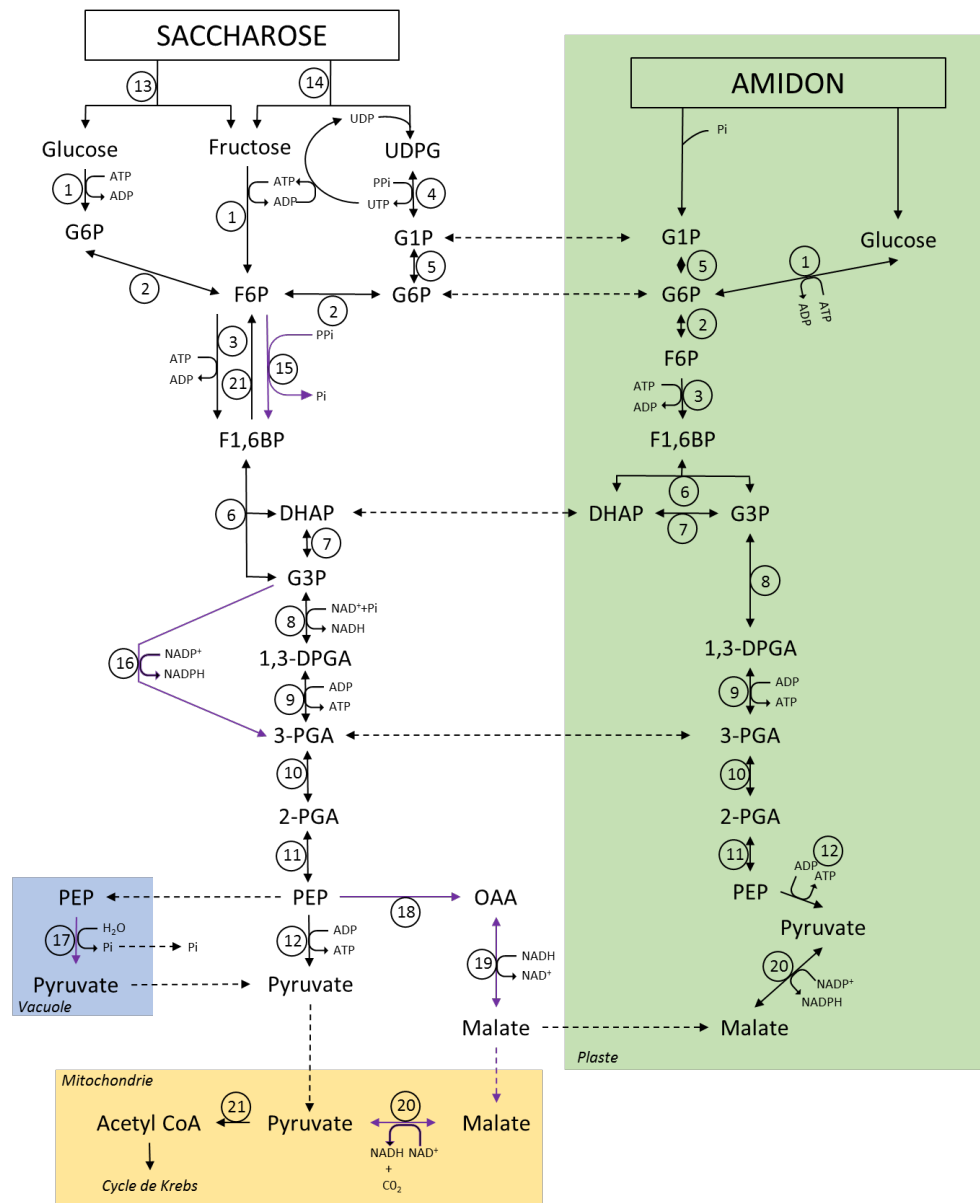 SACCHAROSE
13
14
Glucose
Fructose
UDP
UDPG
1
ATP
ADP
1
ATP
ADP
PPi
UTP
4
G6P
G1P
5
2
F6P
2
G6P
ATP
ADP
3
21
15
PPi
Pi
F1,6BP
6
DHAP
7
G3P
8
NAD⁺+Pi
NADH
16
NADP⁺
NADPH
1,3-DPGA
9
ADP
ATP
3-PGA
10
2-PGA
11
PEP
18
OAA
12
ADP
ATP
19
NADH
NAD⁺
Pyruvate
Malate
PEP
17
H₂O
Pi
Pi
Pyruvate
Vacuole
Mitochondrie
Acetyl CoA
21
Pyruvate
20
Malate
NADH
NAD⁺
+
CO₂
Cycle de Krebs
AMIDON
Pi
G1P
Glucose
5
1
G6P
ADP
ATP
2
F6P
ATP
ADP
3
F1,6BP
6
DHAP
7
G3P
8
1,3-DPGA
9
ADP
ATP
3-PGA
10
2-PGA
11
PEP
ADP
ATP
12
Pyruvate
20
NADP⁺
NADPH
Malate
Plaste